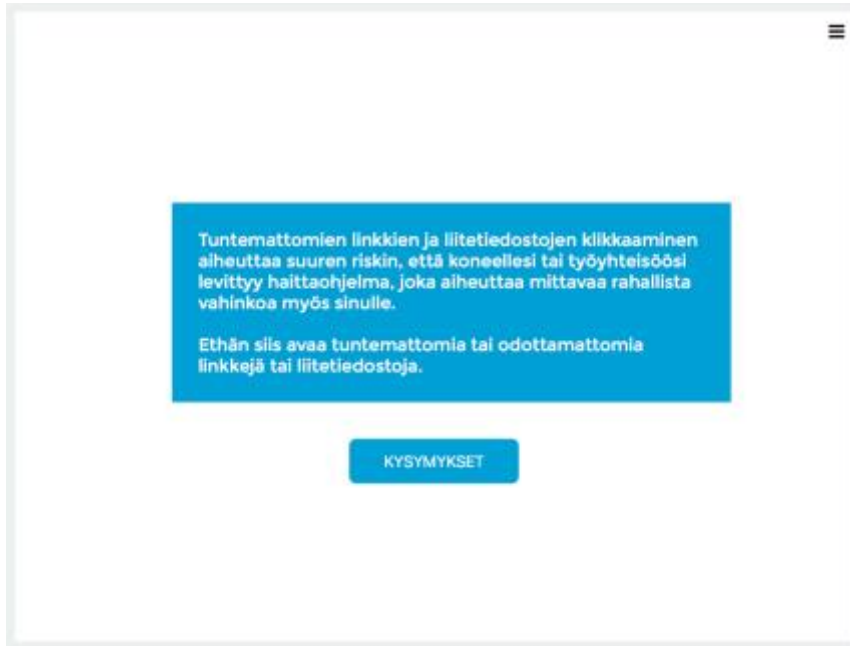 Tuntemattomien linkkien ja liitetiedostojen klikkaaminen
aiheuttaa suuren riskin, että koneellesi tai työyhteisöösi
levittyy haittaohjelma, joka aiheuttaa mittavaa rahallista
vahinkoa myös sinulle.
Ethän siis avaa tuntemattomia tai odottamattomia
linkkejä tai liitetiedostoja.
KYSYMYKSET